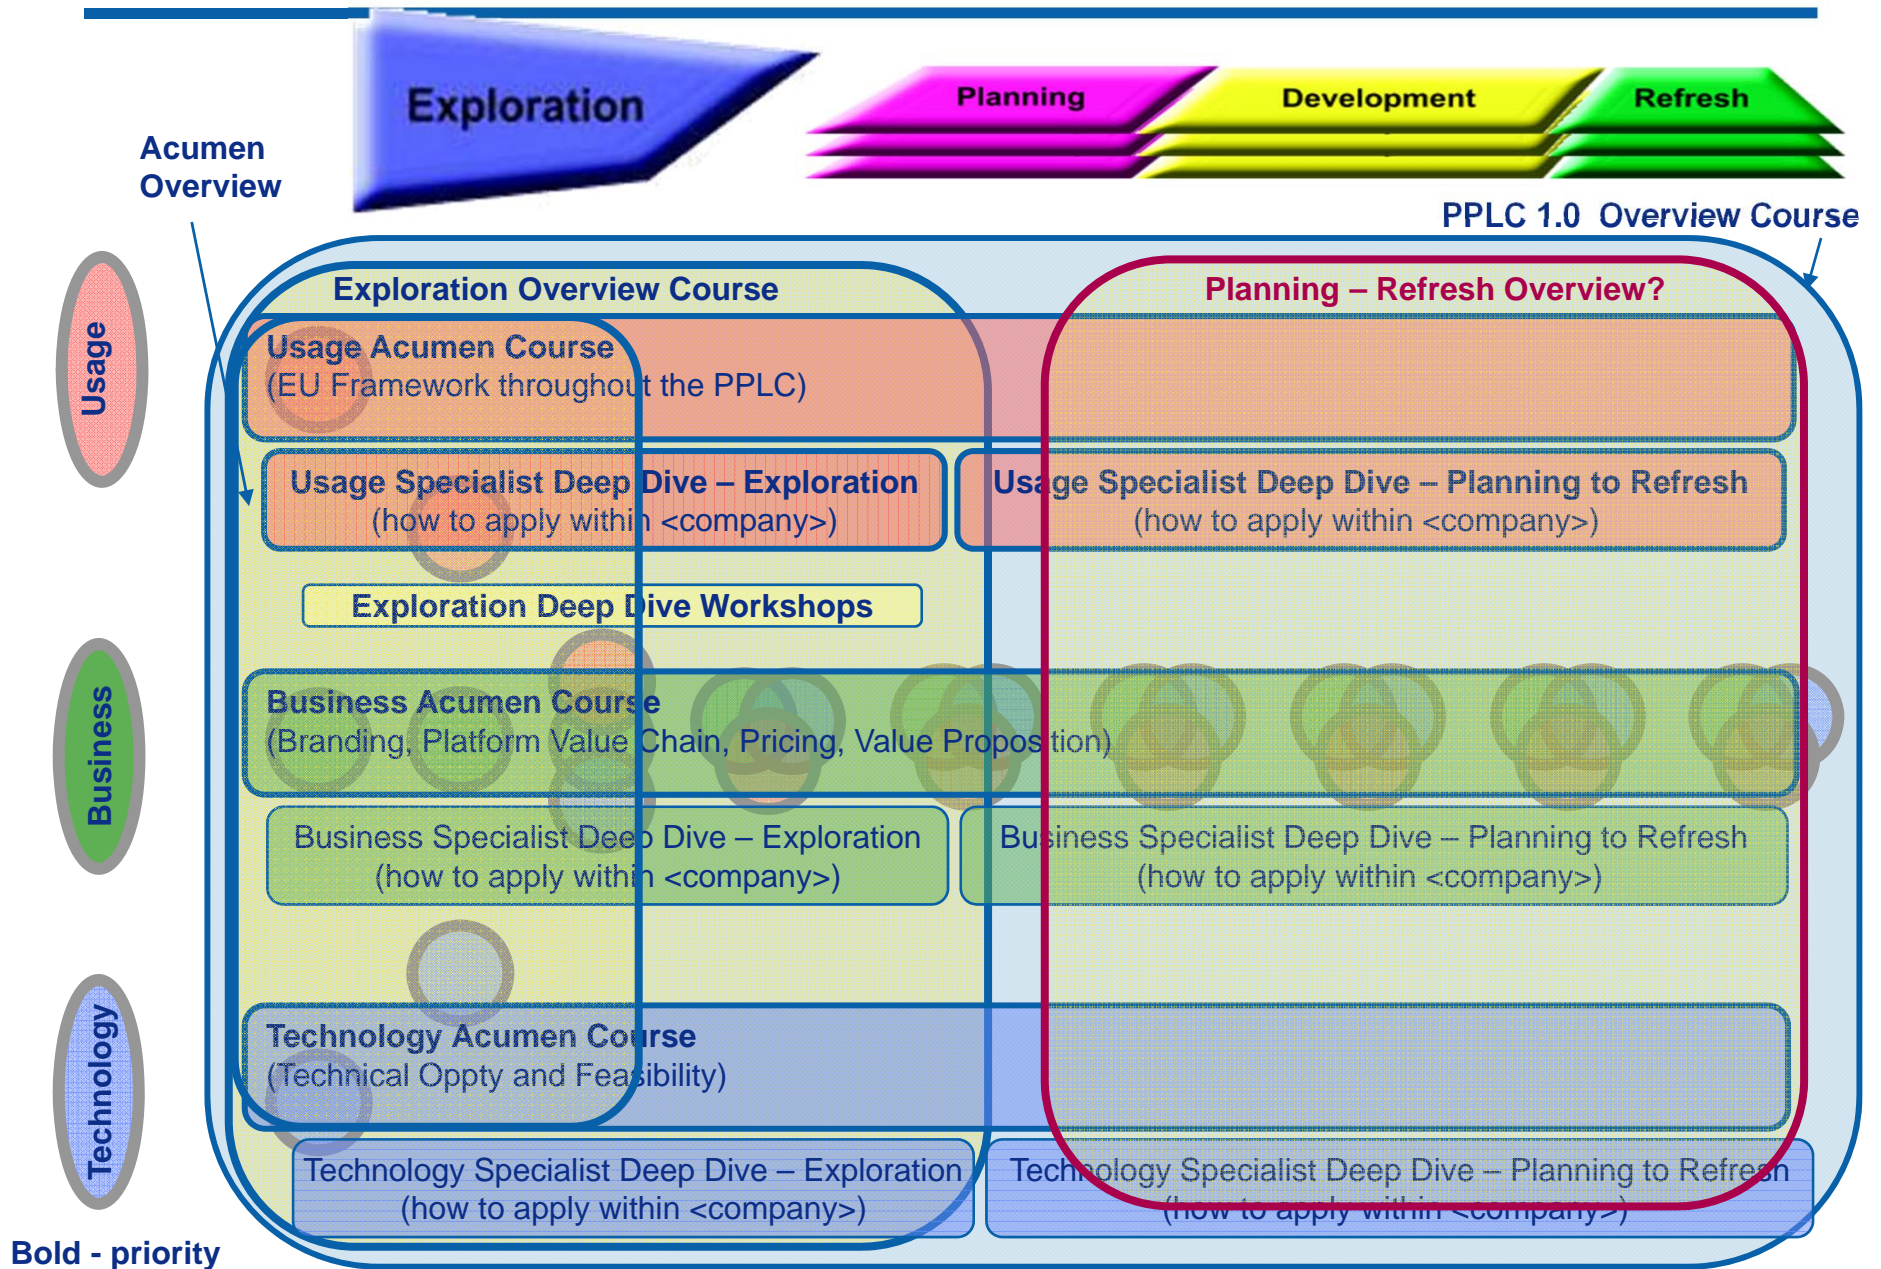 Exploration
Planning
Development
Refresh
Acumen
Overview
PPLC 1.0  Overview Course
Exploration Overview Course
Planning – Refresh Overview?
Usage
Usage Acumen Course
(EU Framework throughout the PPLC)
Usage Specialist Deep Dive – Exploration
(how to apply within <company>)
Usage Specialist Deep Dive – Planning to Refresh
(how to apply within <company>)
Exploration Deep Dive Workshops
Business
Business Acumen Course
(Branding, Platform Value Chain, Pricing, Value Proposition)
Business Specialist Deep Dive – Exploration
(how to apply within <company>)
Business Specialist Deep Dive – Planning to Refresh
(how to apply within <company>)
Technology
Technology Acumen Course
(Technical Oppty and Feasibility)
Technology Specialist Deep Dive – Exploration
(how to apply within <company>)
Technology Specialist Deep Dive – Planning to Refresh
(how to apply within <company>)
Bold - priority